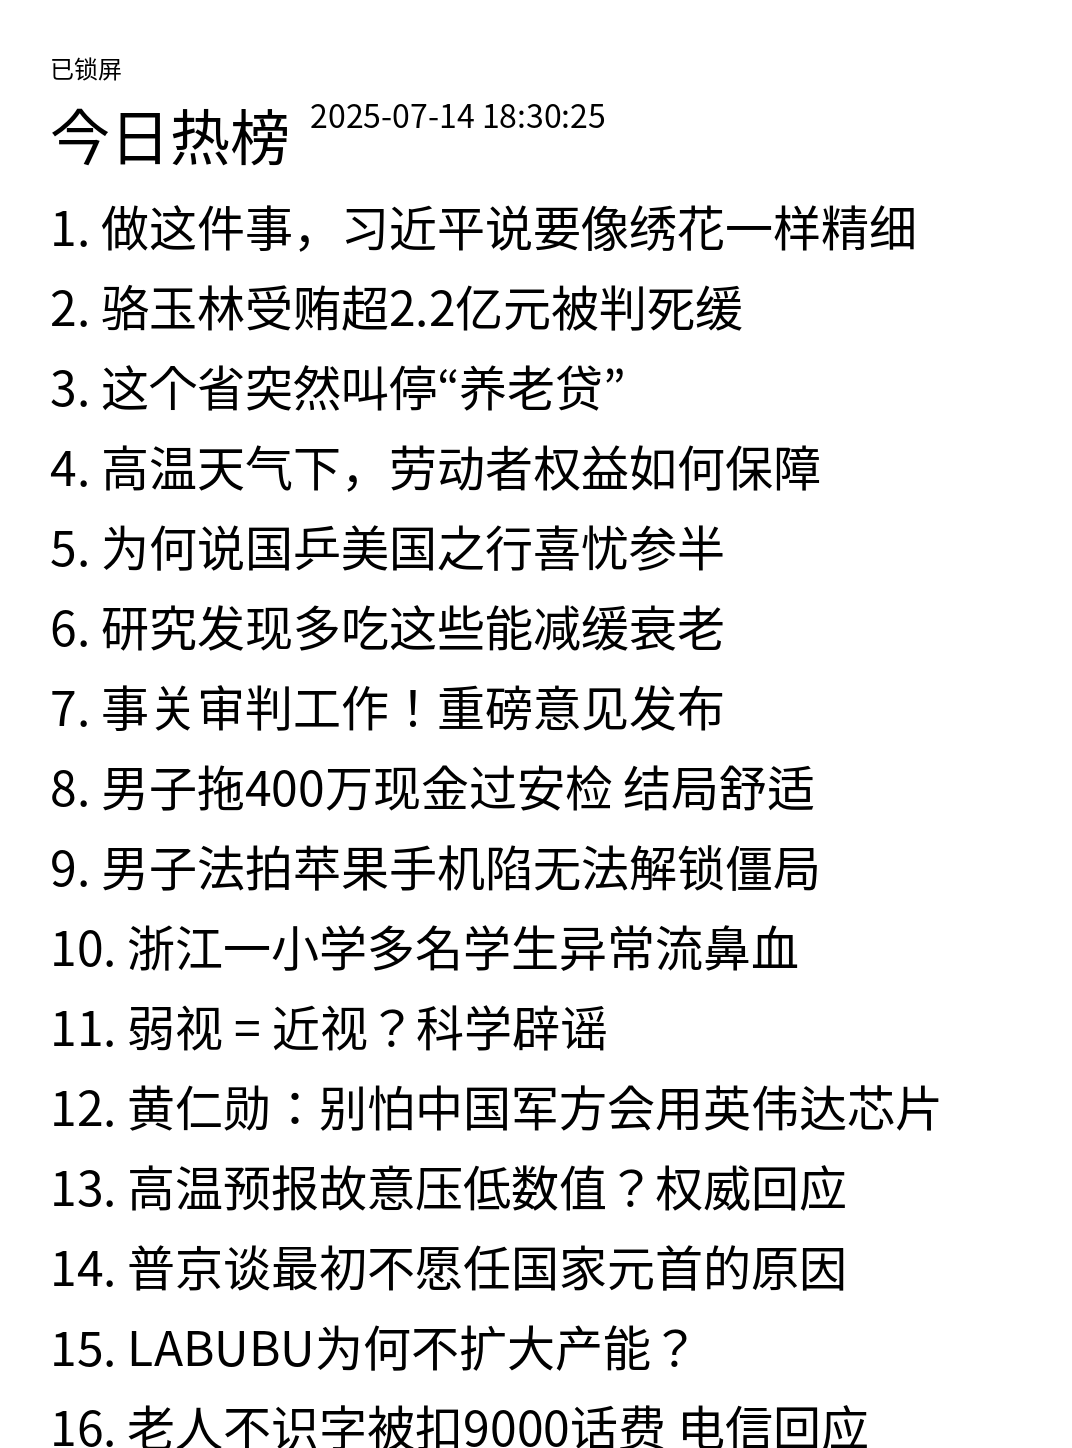 已锁屏
今日热榜 2025-07-14 18:30:25
1. 做这件事，习近平说要像绣花一样精细
2. 骆玉林受贿超2.2亿元被判死缓
3. 这个省突然叫停“养老贷”
4. 高温天气下，劳动者权益如何保障
5. 为何说国乒美国之行喜忧参半
6. 研究发现多吃这些能减缓衰老
7. 事关审判工作！重磅意见发布
8. 男子拖400万现金过安检 结局舒适
9. 男子法拍苹果手机陷无法解锁僵局
10. 浙江一小学多名学生异常流鼻血
11. 弱视 = 近视？科学辟谣
12. 黄仁勋：别怕中国军方会用英伟达芯片
13. 高温预报故意压低数值？权威回应
14. 普京谈最初不愿任国家元首的原因
15. LABUBU为何不扩大产能？
16. 老人不识字被扣9000话费 电信回应